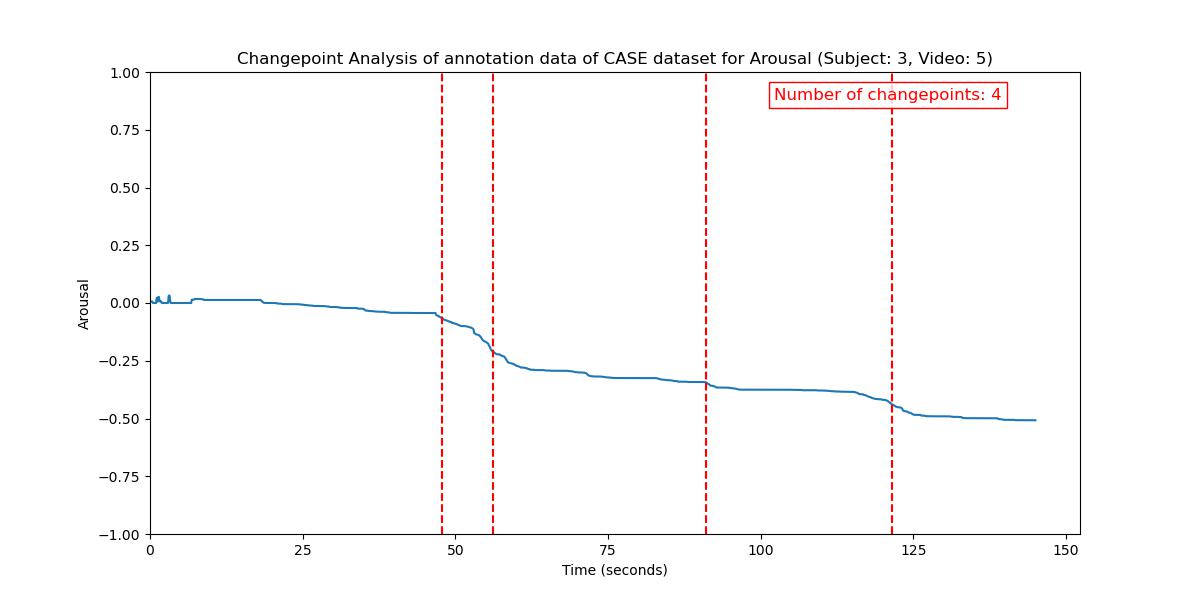 Changepoint Analysis of annotation data of CASE dataset for Arousal (Subject: 3, Video: 5)
Number of changepoints: 4
1.00
0.75
0.50
0.25
0.00
−0.25
−0.50
−0.75
−1.00
Arousal
0 25 50 75 100 125 150
Time (seconds)